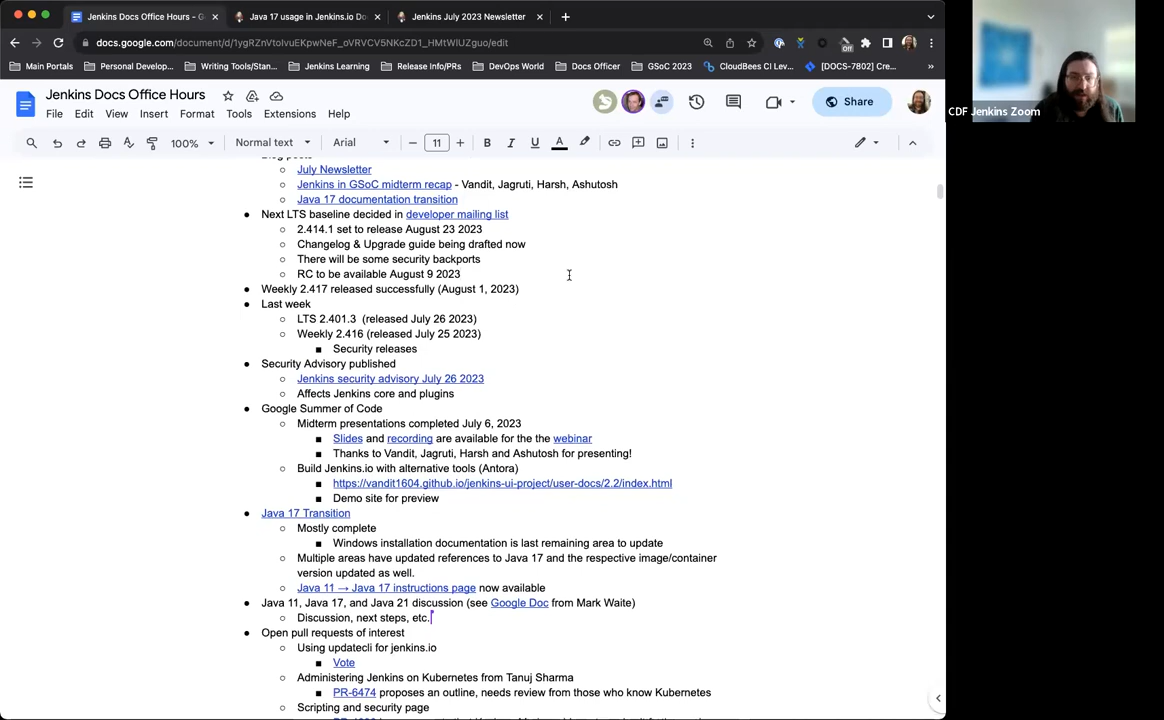 Jenkins Docs Office Hours - G
Java 17 usage in Jenkins.io Do
Jenkins July 2023 Newsletter
docs.google.com/document/d/1ygRZnVtoIvuEKpwNeF_oVRVCV5NKcZD1_HMtWlUZguo/edit
Off
Main Portals
Personal Develop...
Writing Tools/Stan...
Jenkins Learning
Release Info/PRs
DevOps World
Docs Officer
GSoC 2023
CloudBees CI Lev...
[DOCS-7802] Cre...
Jenkins Docs Office Hours
File Edit View Insert Format Tools Extensions Help
Share
CDF Jenkins Zoom
100% Normal text Arial 11 B I U A
Blog posts
July Newsletter
Jenkins in GSoC midterm recap - Vandit, Jagruti, Harsh, Ashutosh
Java 17 documentation transition
Next LTS baseline decided in developer mailing list
2.414.1 set to release August 23 2023
Changelog & Upgrade guide being drafted now
There will be some security backports
RC to be available August 9 2023
Weekly 2.417 released successfully (August 1, 2023)
Last week
LTS 2.401.3 (released July 26 2023)
Weekly 2.416 (released July 25 2023)
Security releases
Security Advisory published
Jenkins security advisory July 26 2023
Affects Jenkins core and plugins
Google Summer of Code
Midterm presentations completed July 6, 2023
Slides and recording are available for the the webinar
Thanks to Vandit, Jagruti, Harsh and Ashutosh for presenting!
Build Jenkins.io with alternative tools (Antora)
https://vandit1604.github.io/jenkins-ui-project/user-docs/2.2/index.html
Demo site for preview
Java 17 Transition
Mostly complete
Windows installation documentation is last remaining area to update
Multiple areas have updated references to Java 17 and the respective image/container
version updated as well.
Java 11 → Java 17 instructions page now available
Java 11, Java 17, and Java 21 discussion (see Google Doc from Mark Waite)
Discussion, next steps, etc.
Open pull requests of interest
Using updatecli for jenkins.io
Vote
Administering Jenkins on Kubernetes from Tanuj Sharma
PR-6474 proposes an outline, needs review from those who know Kubernetes
Scripting and security page